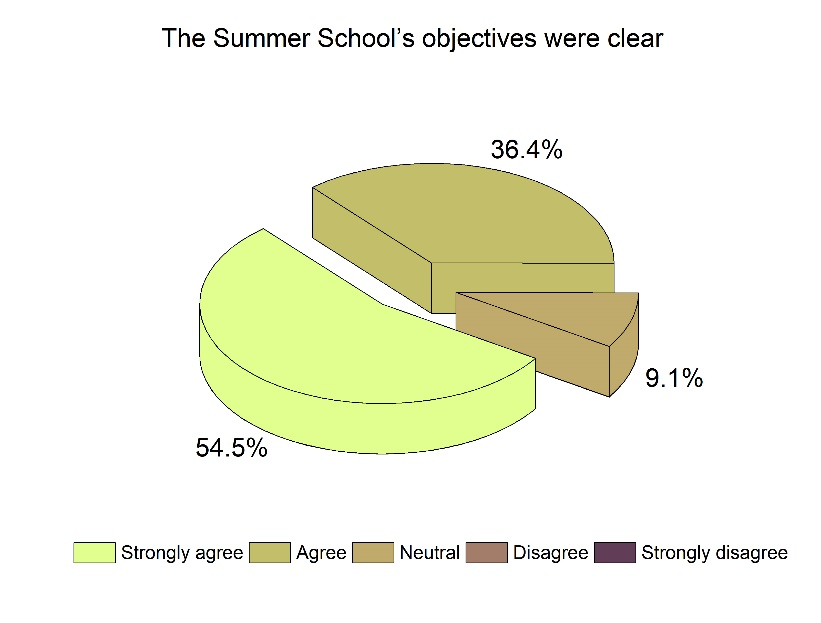 The Summer School’s objectives were clear
36.4%
9.1%
54.5%
Strongly agree Agree Neutral Disagree Strongly disagree